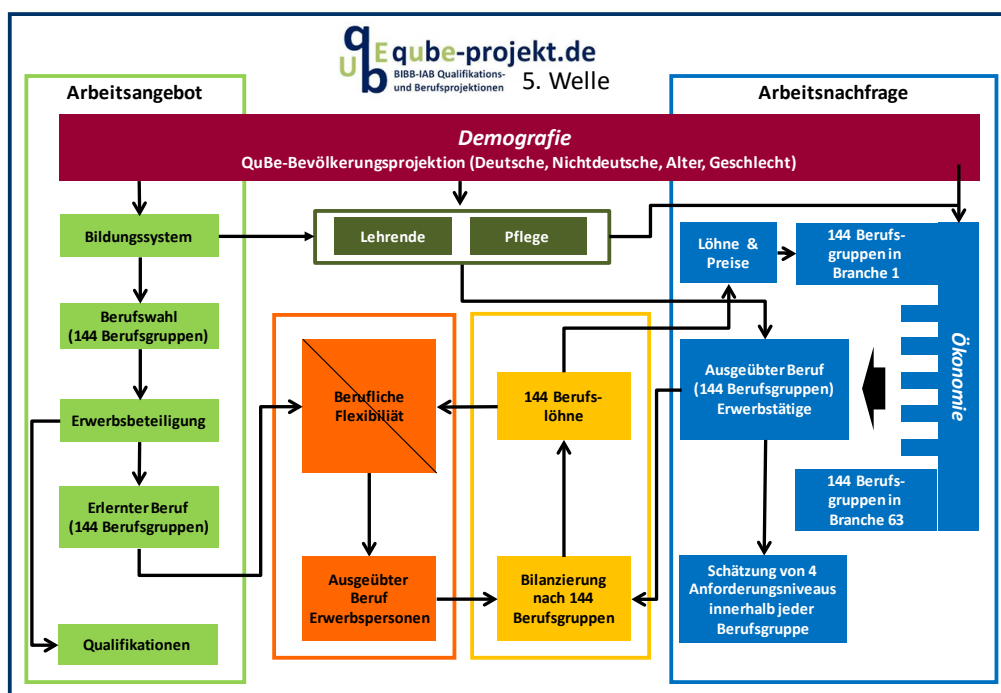 qube-projekt.de
quBE
BIBB-IAB Qualifikations-
und Berufsprojektionen
5. Welle
Arbeitsangebot
Arbeitsnachfrage
Demografie
QuBe-Bevölkerungsprojektion (Deutsche, Nichtdeutsche, Alter, Geschlecht)
Bildungssystem
Lehrende
Pflege
Löhne &
Preise
144 Berufs-
gruppen in
Branche 1
Berufswahl
(144 Berufsgruppen)
Berufliche
Flexibiliät
144 Berufs-
löhne
Ausgeübter Beruf
(144 Berufsgruppen)
Erwerbstätige
Ökonomie
Erwerbsbeteiligung
Erlernter Beruf
(144 Berufsgruppen)
144 Berufs-
gruppen in
Branche 63
Ausgeübter
Beruf
Erwerbspersonen
Bilanzierung
nach 144
Berufsgruppen
Schätzung von 4
Anforderungsniveaus
innerhalb jeder
Berufsgruppe
Qualifikationen